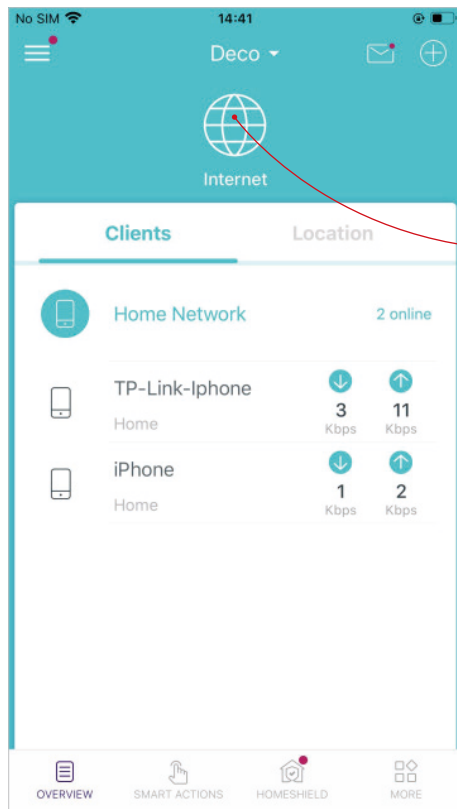 No SIM 14:41
Deco
Internet
Clients Location
Home Network 2 online
TP-Link-Iphone
3 11
Home Kbps Kbps
iPhone
1 2
Home Kbps Kbps
OVERVIEW SMART ACTIONS HOMESHIELD MORE